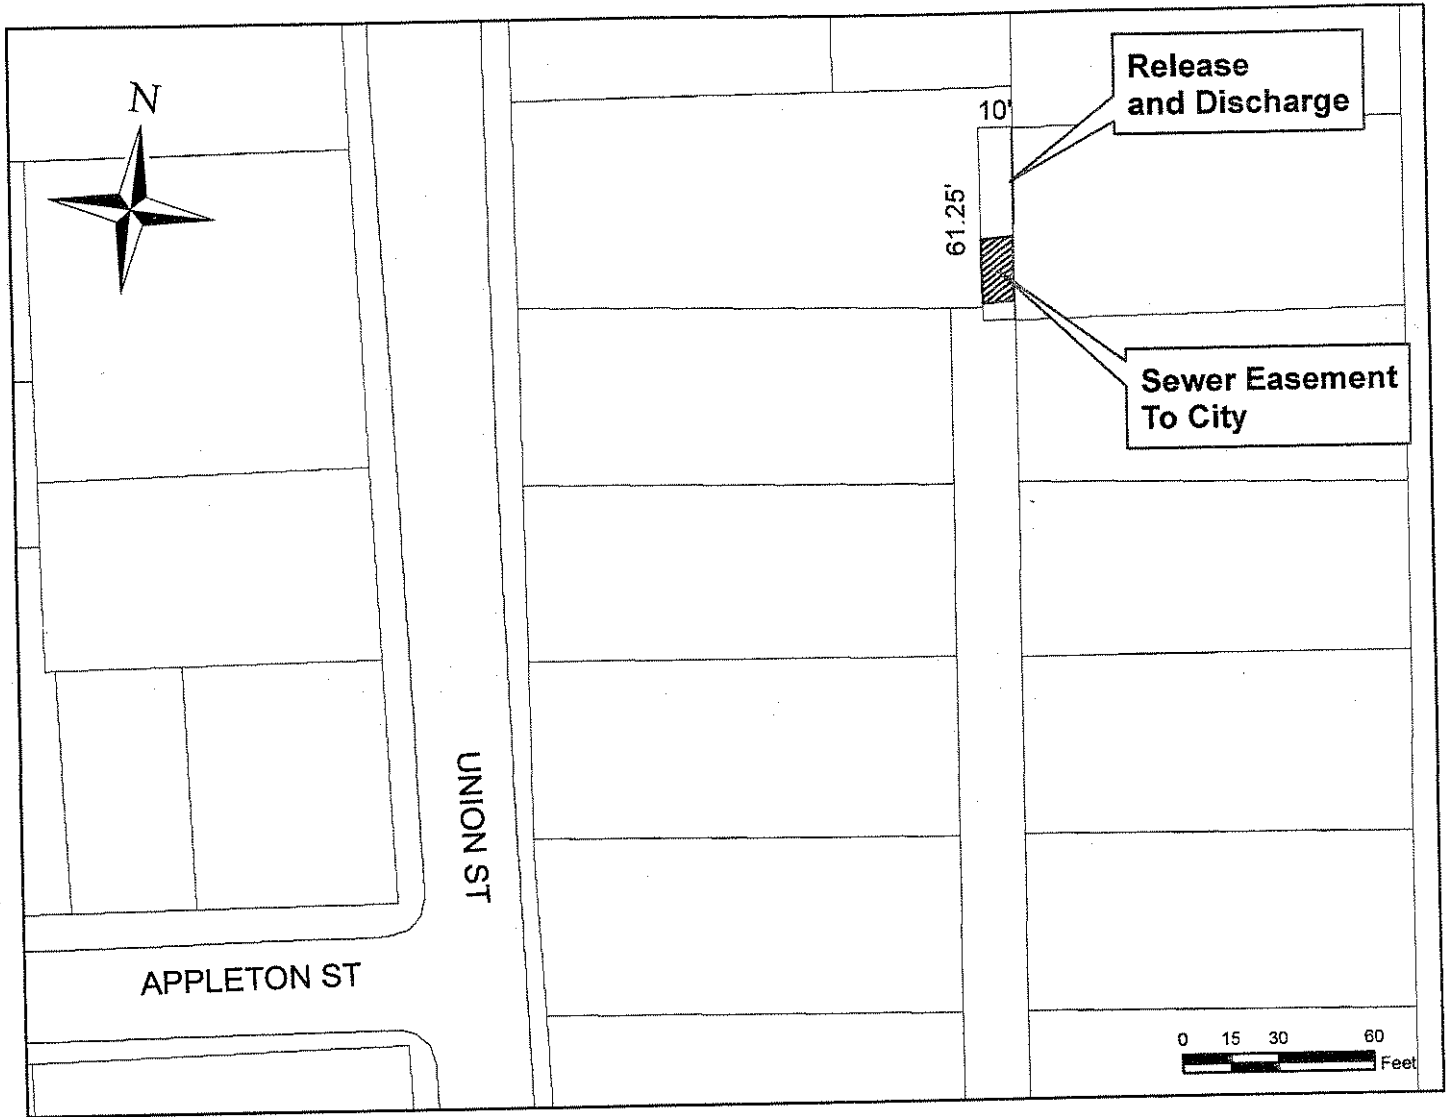 N
Release
and Discharge
10'
61.25'
Sewer Easement
To City
UNION ST
APPLETON ST
0 15 30 60
Feet